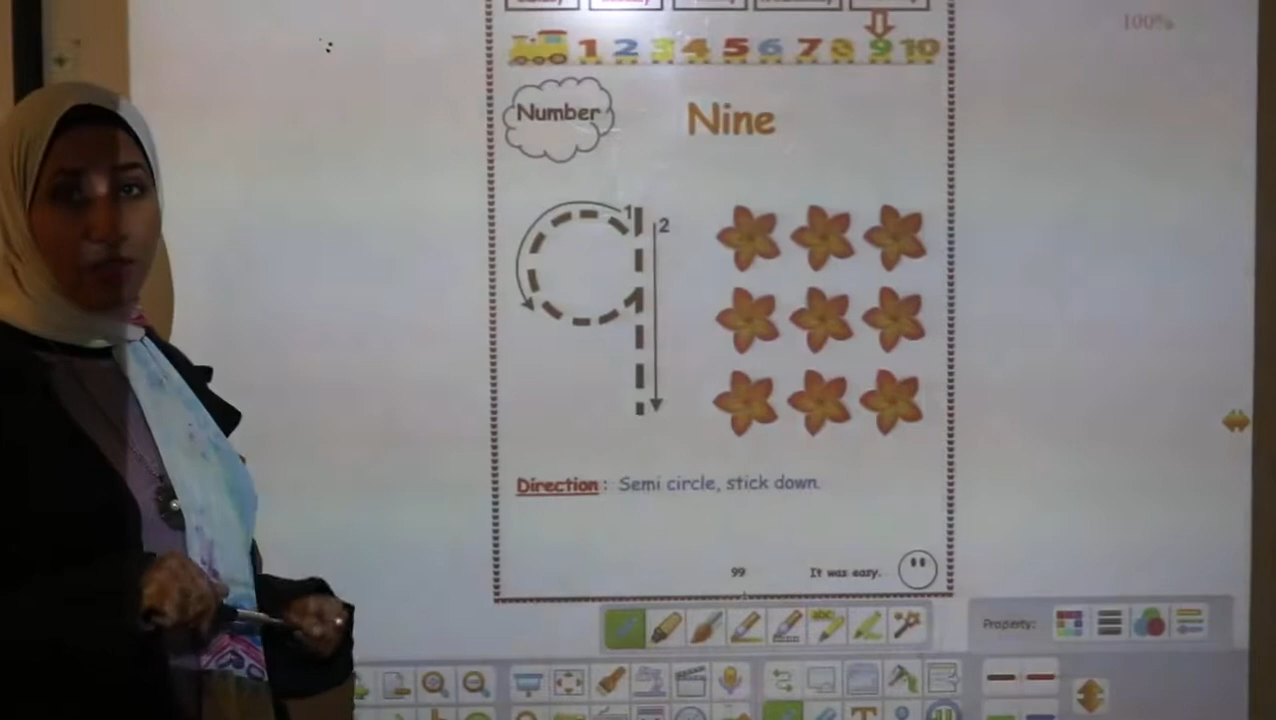 100%
1 2 3 4 5 6 7 8 9 10
Number
Nine
1
2
Direction: Semi circle, stick down.
99
It was easy.
Property: